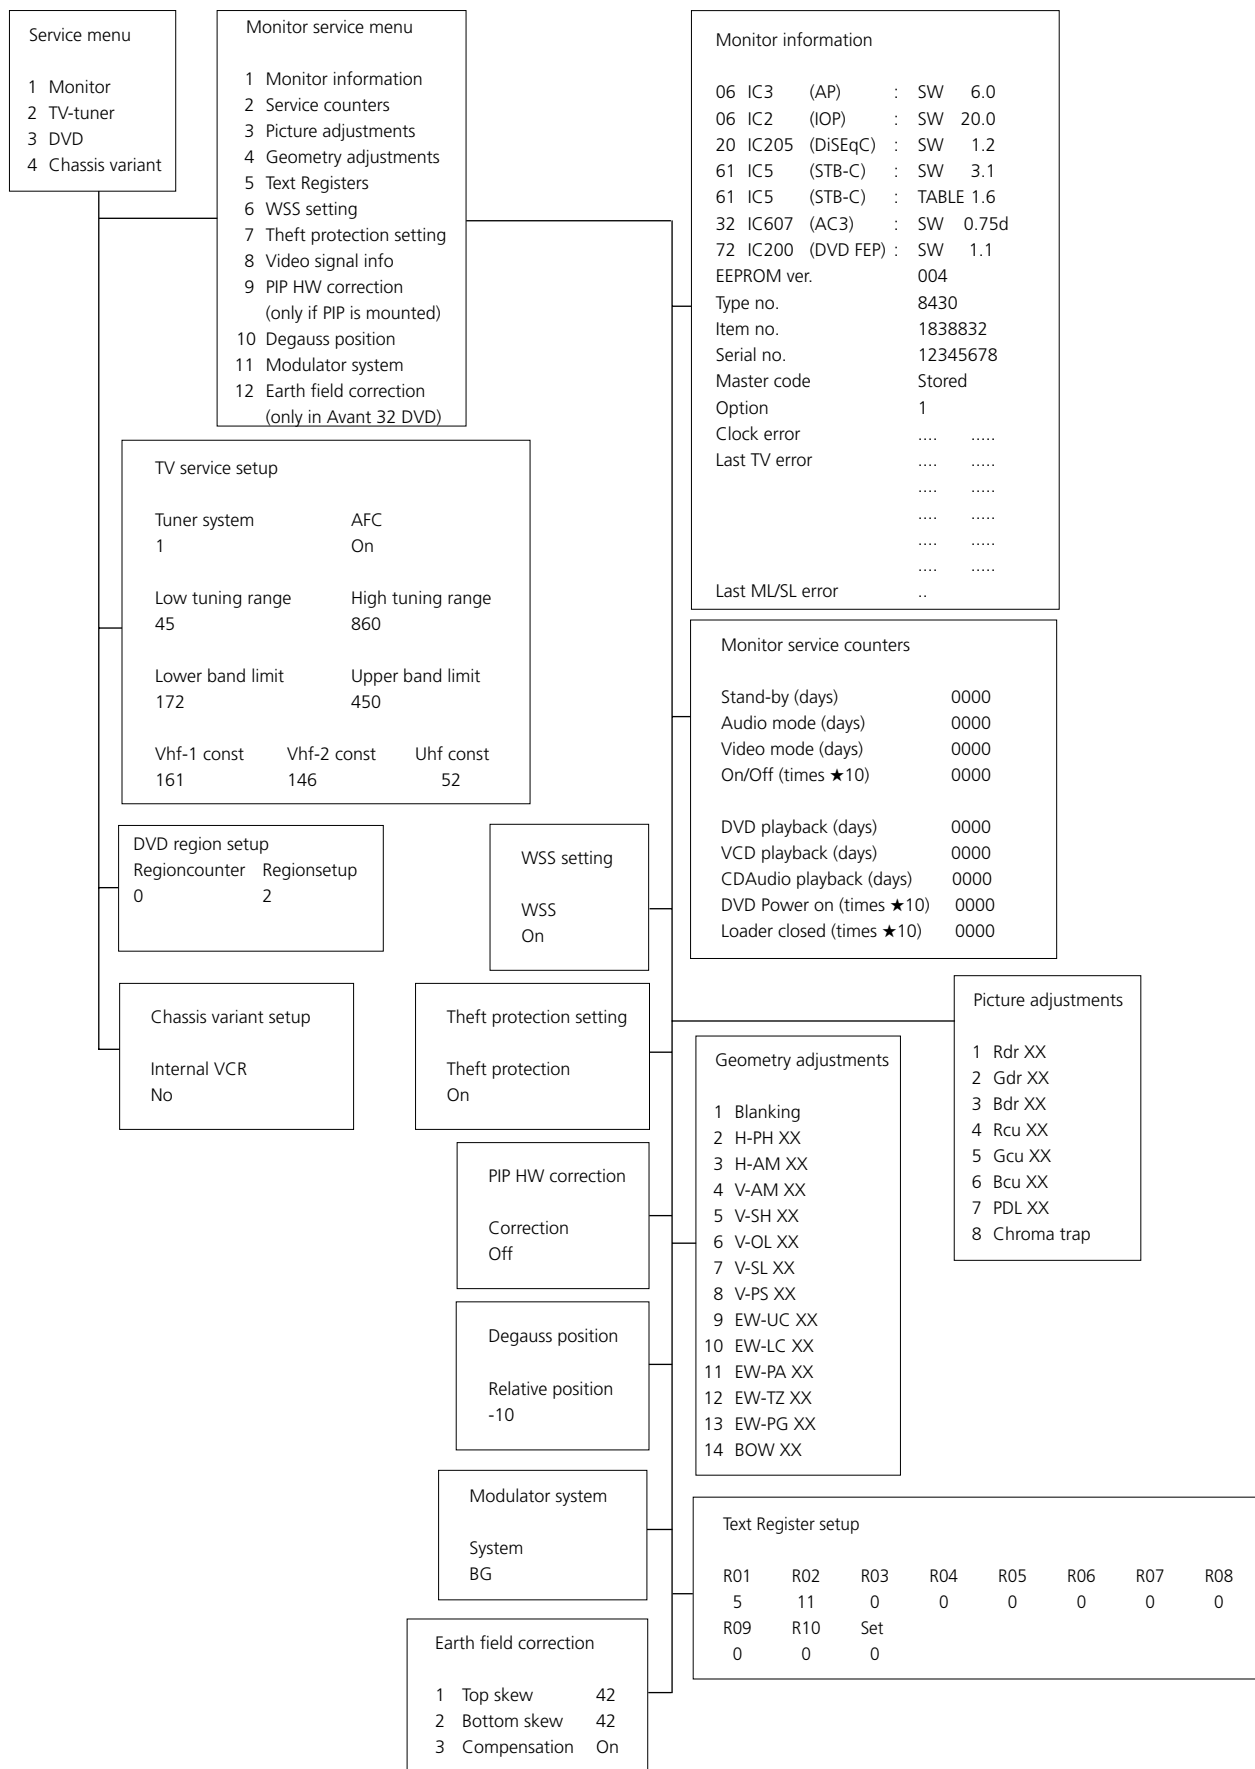 Service menu
1 Monitor
2 TV-tuner
3 DVD
4 Chassis variant
Monitor service menu
1 Monitor information
2 Service counters
3 Picture adjustments
4 Geometry adjustments
5 Text Registers
6 WSS setting
7 Theft protection setting
8 Video signal info
9 PIP HW correction
(only if PIP is mounted)
10 Degauss position
11 Modulator system
12 Earth field correction
(only in Avant 32 DVD)
Monitor information
06 IC3 (AP) : SW 6.0
06 IC2 (IOP) : SW 20.0
20 IC205 (DiSEqC) : SW 1.2
61 IC5 (STB-C) : SW 3.1
61 IC5 (STB-C) : TABLE 1.6
32 IC607 (AC3) : SW 0.75d
72 IC200 (DVD FEP) : SW 1.1
EEPROM ver. 004
Type no. 8430
Item no. 1838832
Serial no. 12345678
Master code Stored
Option 1
Clock error .... .....
Last TV error .... .....
.... .....
.... .....
.... .....
.... .....
Last ML/SL error ..
TV service setup
Tuner system AFC
1 On
Low tuning range High tuning range
45 860
Lower band limit Upper band limit
172 450
Vhf-1 const Vhf-2 const Uhf const
161 146 52
Monitor service counters
Stand-by (days) 0000
Audio mode (days) 0000
Video mode (days) 0000
On/Off (times ★10) 0000
DVD playback (days) 0000
VCD playback (days) 0000
CDAudio playback (days) 0000
DVD Power on (times ★10) 0000
Loader closed (times ★10) 0000
DVD region setup
Regioncounter Regionsetup
0 2
WSS setting
WSS
On
Chassis variant setup
Internal VCR
No
Theft protection setting
Theft protection
On
Picture adjustments
1 Rdr XX
2 Gdr XX
3 Bdr XX
4 Rcu XX
5 Gcu XX
6 Bcu XX
7 PDL XX
8 Chroma trap
Geometry adjustments
1 Blanking
2 H-PH XX
3 H-AM XX
4 V-AM XX
5 V-SH XX
6 V-OL XX
7 V-SL XX
8 V-PS XX
9 EW-UC XX
10 EW-LC XX
11 EW-PA XX
12 EW-TZ XX
13 EW-PG XX
14 BOW XX
PIP HW correction
Correction
Off
Degauss position
Relative position
-10
Modulator system
System
BG
Text Register setup
R01 R02 R03 R04 R05 R06 R07 R08
5 11 0 0 0 0 0 0
R09 R10 Set
0 0 0
Earth field correction
1 Top skew 42
2 Bottom skew 42
3 Compensation On